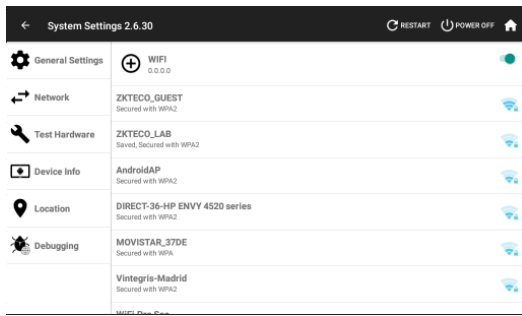 System Settings 2.6.30
RESTART
POWER OFF
General Settings
Network
Test Hardware
Device Info
Location
Debugging
WIFI
0.0.0.0
ZKTECO_GUEST
Secured with WPA2
ZKTECO_LAB
Saved, Secured with WPA2
AndroidAP
Secured with WPA2
DIRECT-36-HP ENVY 4520 series
Secured with WPA2
MOVISTAR_37DE
Secured with WPA
Vintegris-Madrid
Secured with WPA2